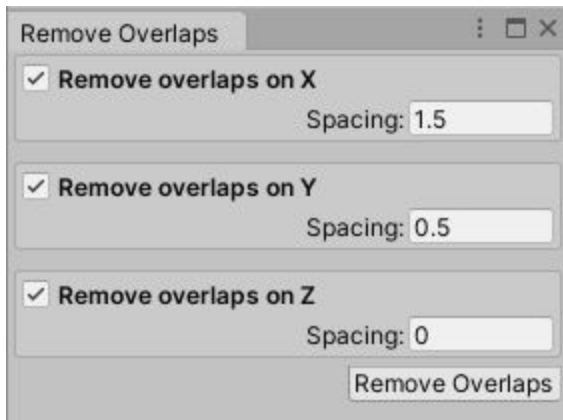 Remove Overlaps
Remove overlaps on X
Spacing: 1.5
Remove overlaps on Y
Spacing: 0.5
Remove overlaps on Z
Spacing: 0
Remove Overlaps